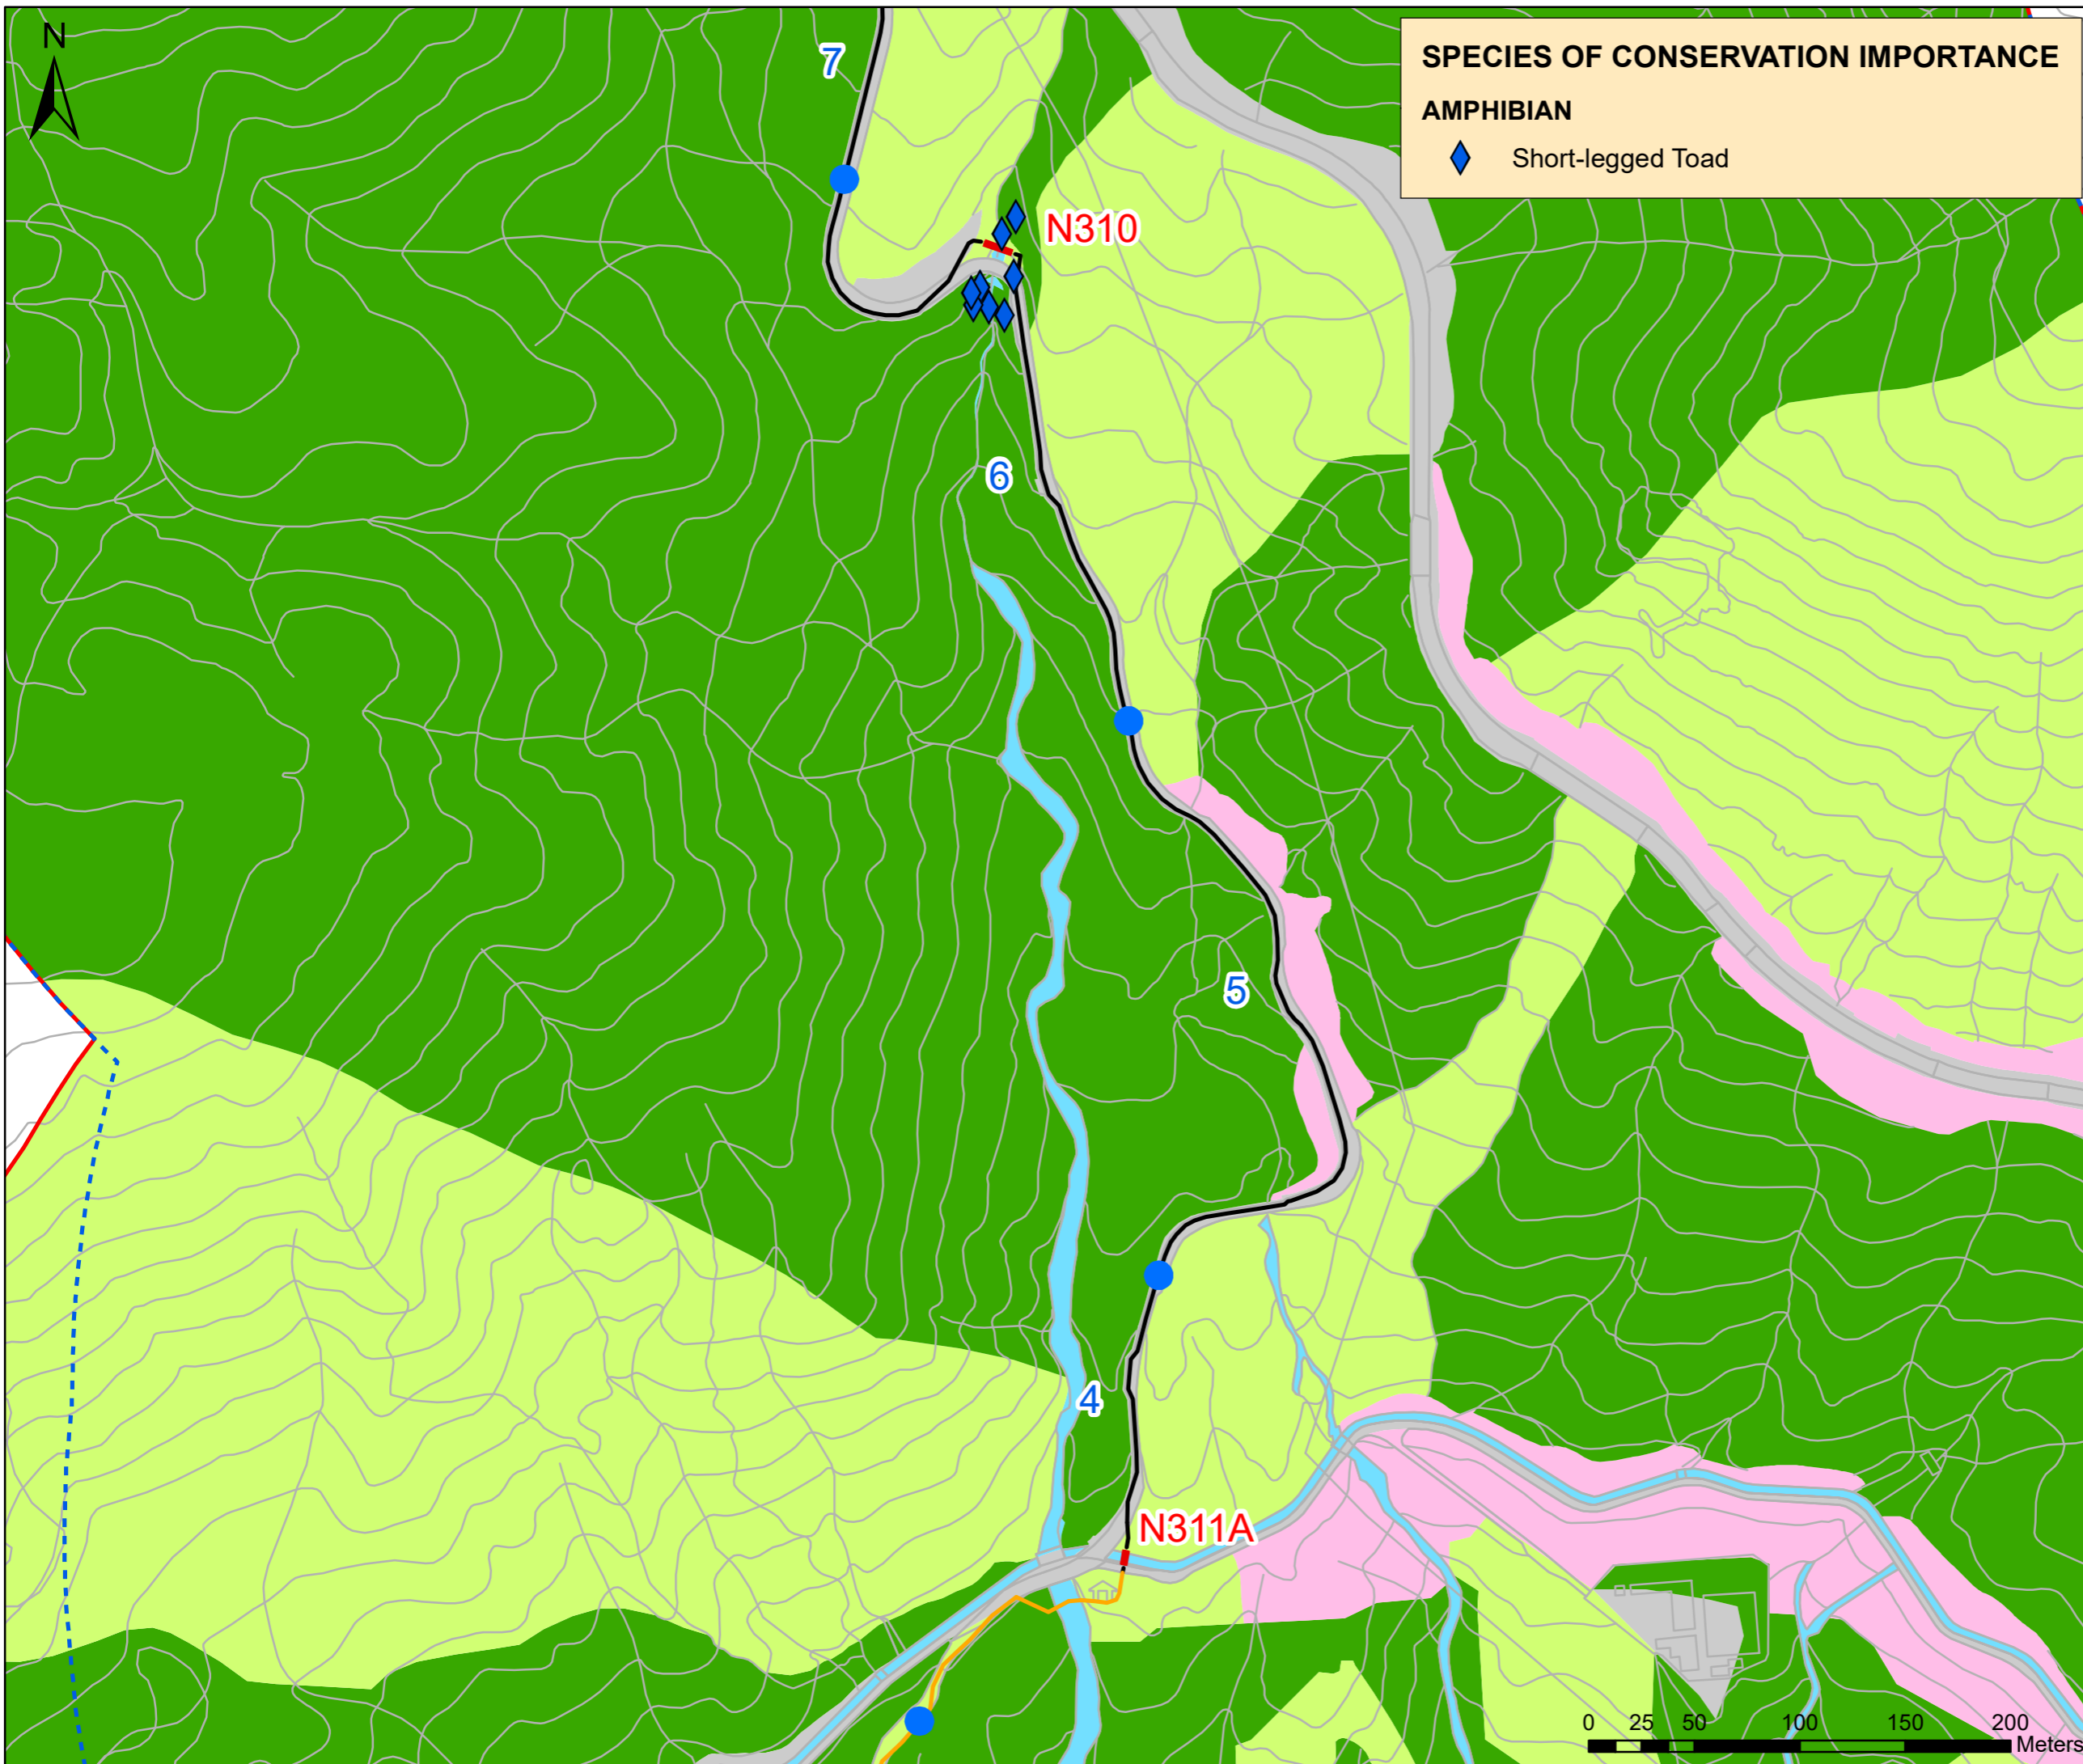 N
7
SPECIES OF CONSERVATION IMPORTANCE
AMPHIBIAN
Short-legged Toad
N310
6
5
4
N311A
0 25 50 100 150 200
Meters